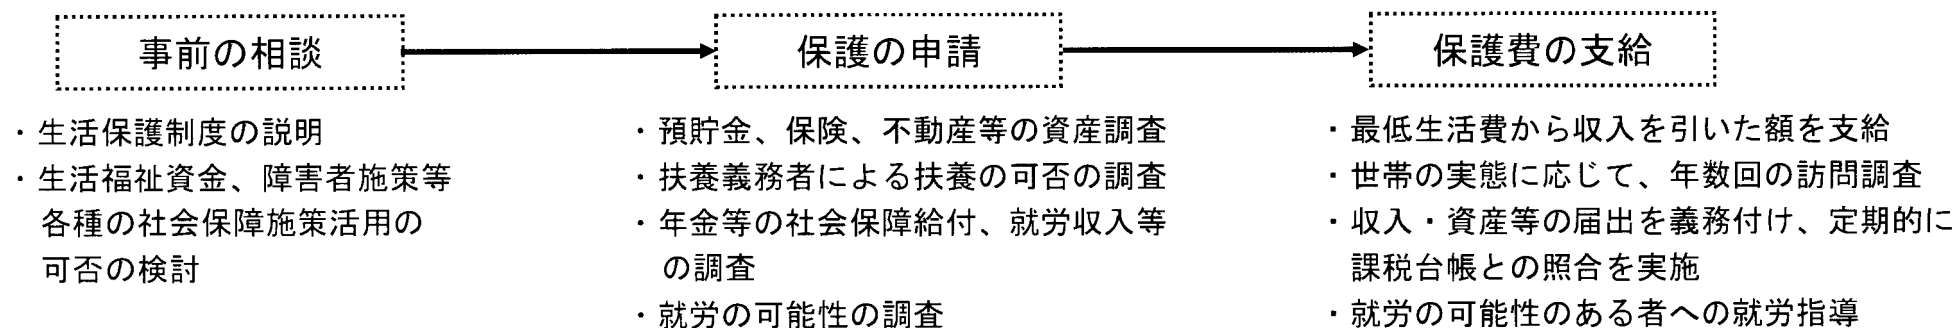 事前の相談
保護の申請
保護費の支給
・生活保護制度の説明
・生活福祉資金、障害者施策等
各種の社会保障施策活用の
可否の検討
・預貯金、保険、不動産等の資産調査
・扶養義務者による扶養の可否の調査
・年金等の社会保障給付、就労収入等
の調査
・就労の可能性の調査
・最低生活費から収入を引いた額を支給
・世帯の実態に応じて、年数回の訪問調査
・収入・資産等の届出を義務付け、定期的に
課税台帳との照合を実施
・就労の可能性のある者への就労指導